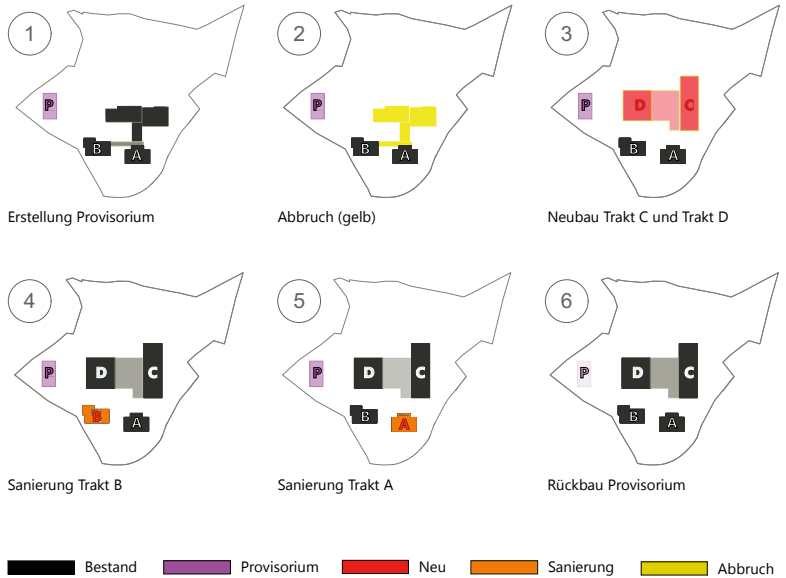 1
2
3
P
B
A
P
B
A
P
D
C
B
A
Erstellung Provisorium
Abbruch (gelb)
Neubau Trakt C und Trakt D
4
5
6
P
D
C
B
A
P
D
C
B
A
P
D
C
B
A
Sanierung Trakt B
Sanierung Trakt A
Rückbau Provisorium
Bestand
Provisorium
Neu
Sanierung
Abbruch